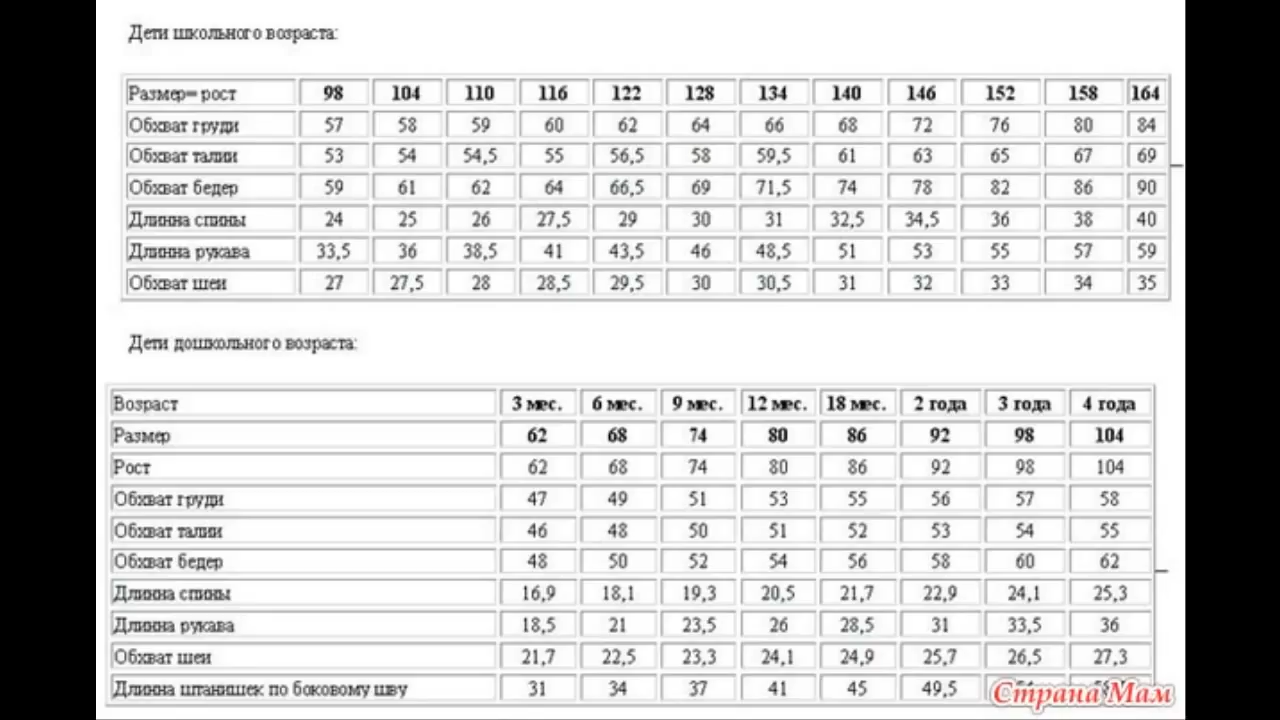 Дети школьного возраста:
Размер= рост 98 104 110 116 122 128 134 140 146 152 158 164
Обхват груди 57 58 59 60 62 64 66 68 72 76 80 84
Обхват талии 53 54 54,5 55 56,5 58 59,5 61 63 65 67 69
Обхват бедер 59 61 62 64 66,5 69 71,5 74 78 82 86 90
Длинна спины 24 25 26 27,5 29 30 31 32,5 34,5 36 38 40
Длинна рукава 33,5 36 38,5 41 43,5 46 48,5 51 53 55 57 59
Обхват шеи 27 27,5 28 28,5 29,5 30 30,5 31 32 33 34 35
Дети дошкольного возраста:
Возраст 3 мес. 6 мес. 9 мес. 12 мес. 18 мес. 2 года 3 года 4 года
Размер 62 68 74 80 86 92 98 104
Рост 62 68 74 80 86 92 98 104
Обхват груди 47 49 51 53 55 56 57 58
Обхват талии 46 48 50 51 52 53 54 55
Обхват бедер 48 50 52 54 56 58 60 62
Длинна спины 16,9 18,1 19,3 20,5 21,7 22,9 24,1 25,3
Длинна рукава 18,5 21 23,5 26 28,5 31 33,5 36
Обхват шеи 21,7 22,5 23,3 24,1 24,9 25,7 26,5 27,3
Длинна штанишек по боковому шву 31 34 37 41 45 49,5
Страна Мам